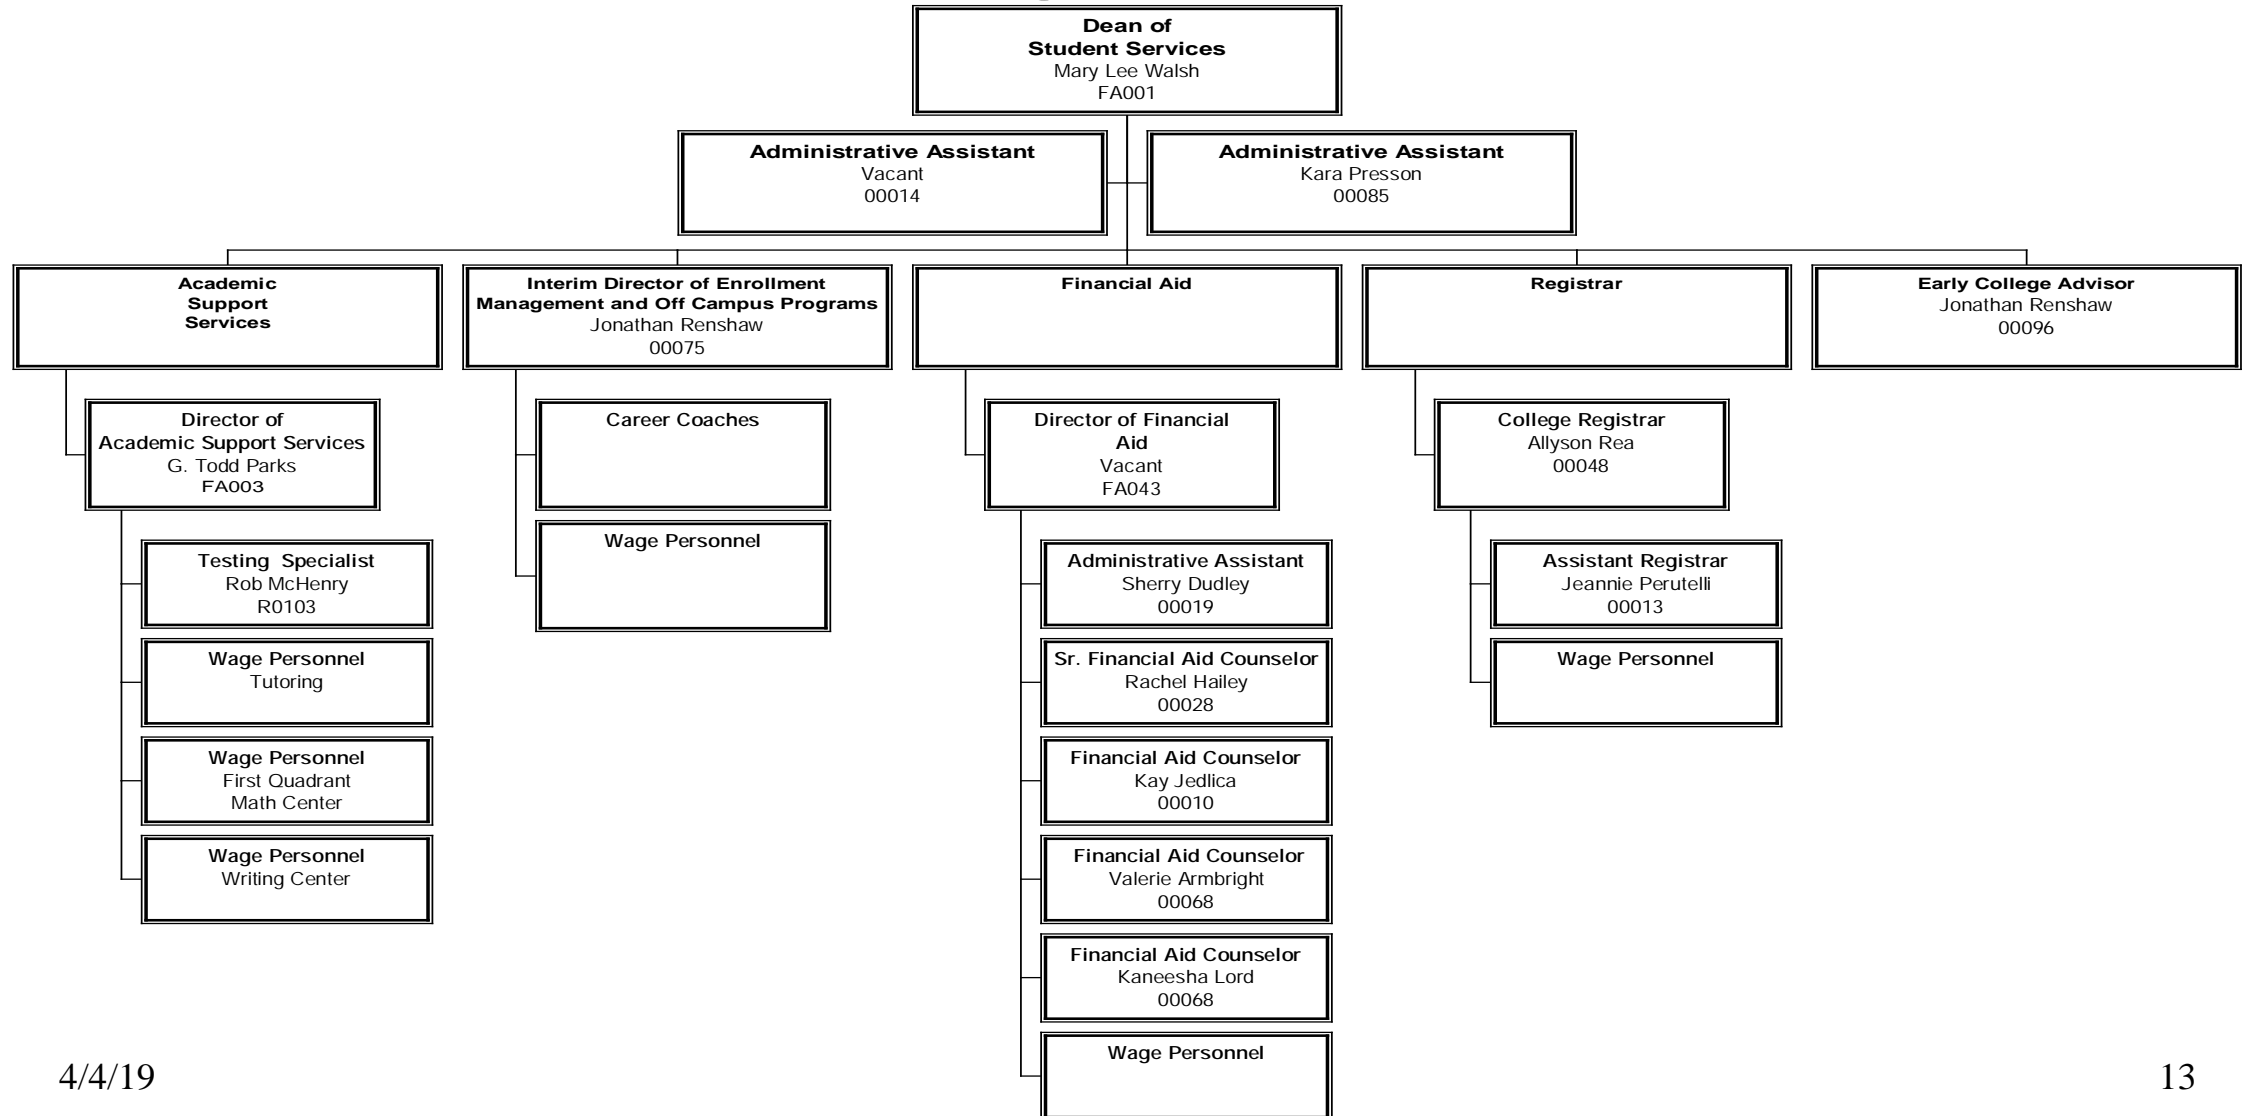 Dean of
Student Services
Mary Lee Walsh
FA001
Administrative Assistant
Vacant
00014
Administrative Assistant
Kara Presson
00085
Academic
Support
Services
Interim Director of Enrollment
Management and Off Campus Programs
Jonathan Renshaw
00075
Financial Aid
Registrar
Early College Advisor
Jonathan Renshaw
00096
Director of
Academic Support Services
G. Todd Parks
FA003
Testing  Specialist
Rob McHenry
R0103
Wage Personnel
Tutoring
Wage Personnel
First Quadrant
Math Center
Wage Personnel
Writing Center
Career Coaches
Wage Personnel
Director of Financial
Aid
Vacant
FA043
Administrative Assistant
Sherry Dudley
00019
Sr. Financial Aid Counselor
Rachel Hailey
00028
Financial Aid Counselor
Kay Jedlica
00010
Financial Aid Counselor
Valerie Armbright
00068
Financial Aid Counselor
Kaneesha Lord
00068
Wage Personnel
College Registrar
Allyson Rea
00048
Assistant Registrar
Jeannie Perutelli
00013
Wage Personnel
4/4/19
13